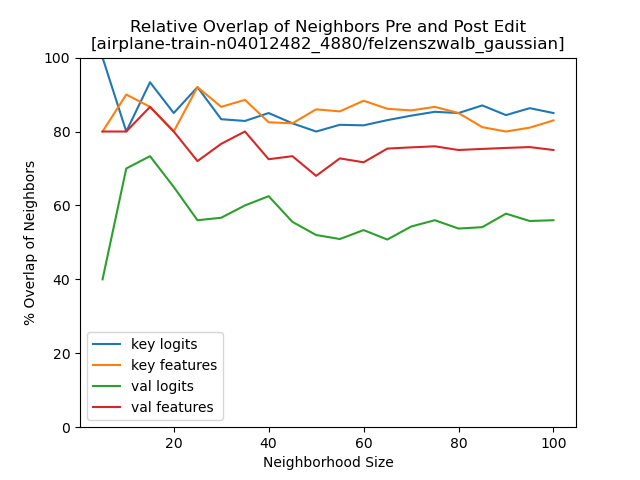 Relative Overlap of Neighbors Pre and Post Edit
[airplane-train-n04012482_4880/felzenszwalb_gaussian]
100
80
60
40
20
0
% Overlap of Neighbors
key logits
key features
val logits
val features
20 40 60 80 100
Neighborhood Size